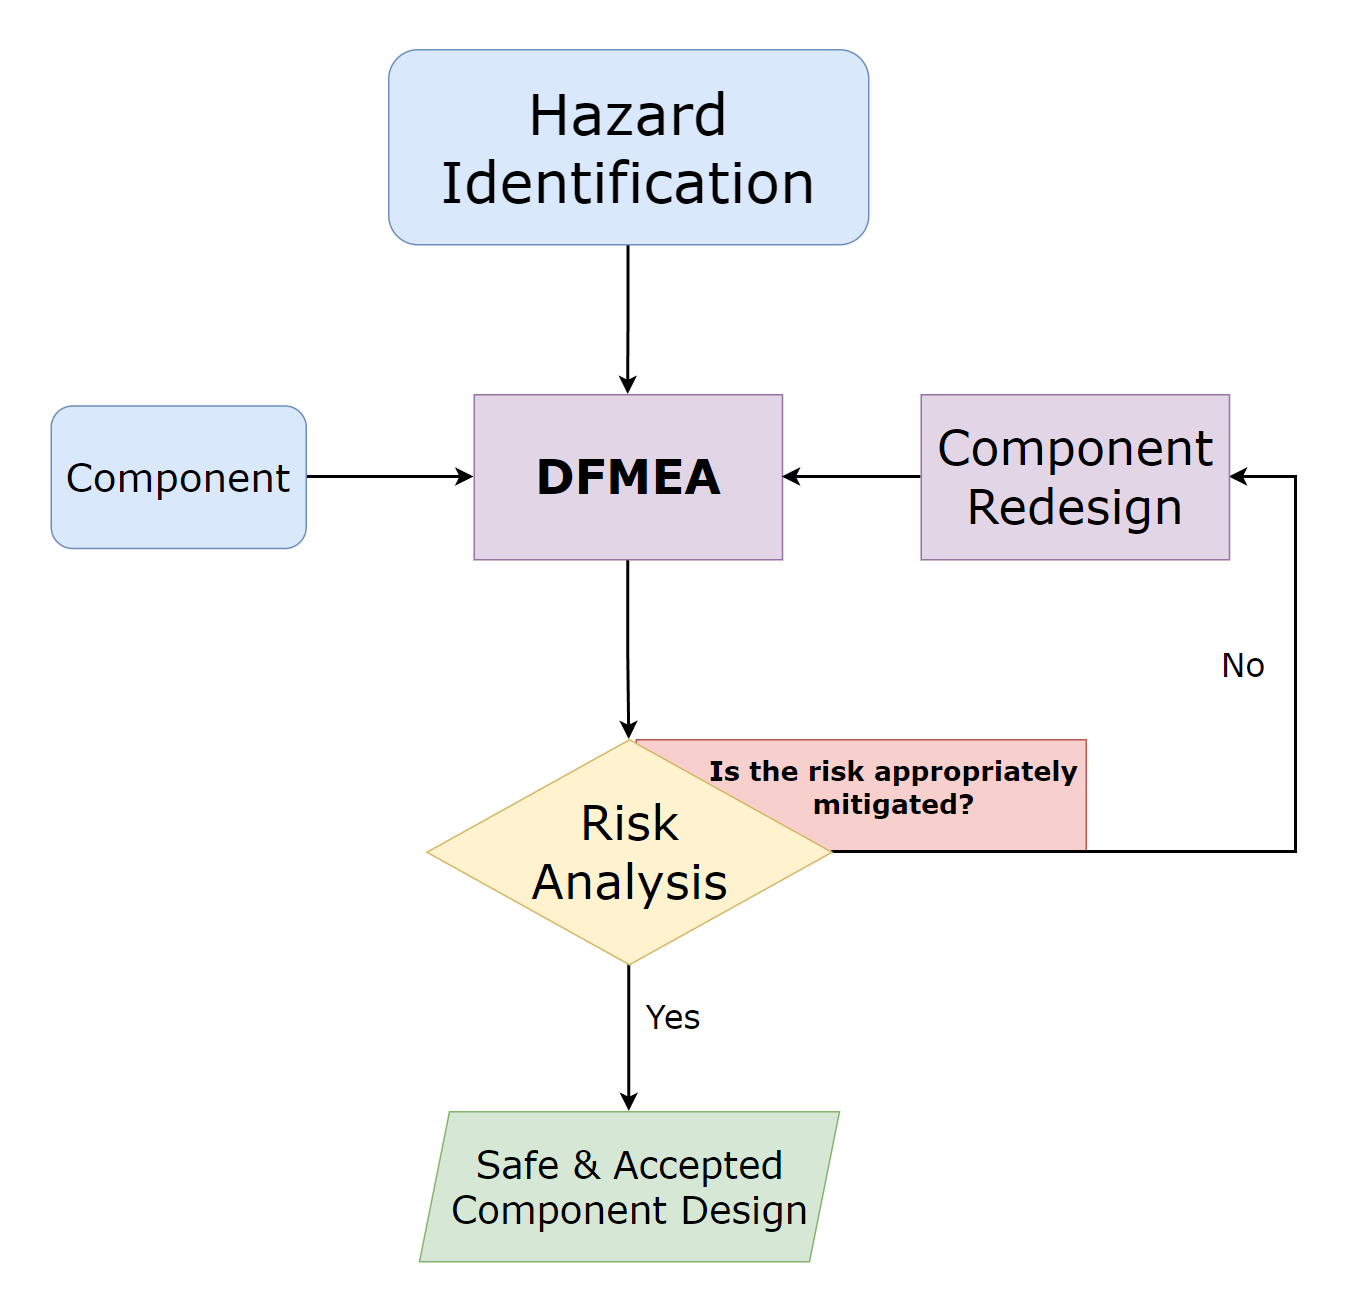 Hazard
Identification
Component
DFMEA
Component
Redesign
No
Is the risk appropriately
mitigated?
Risk
Analysis
Yes
Safe & Accepted
Component Design